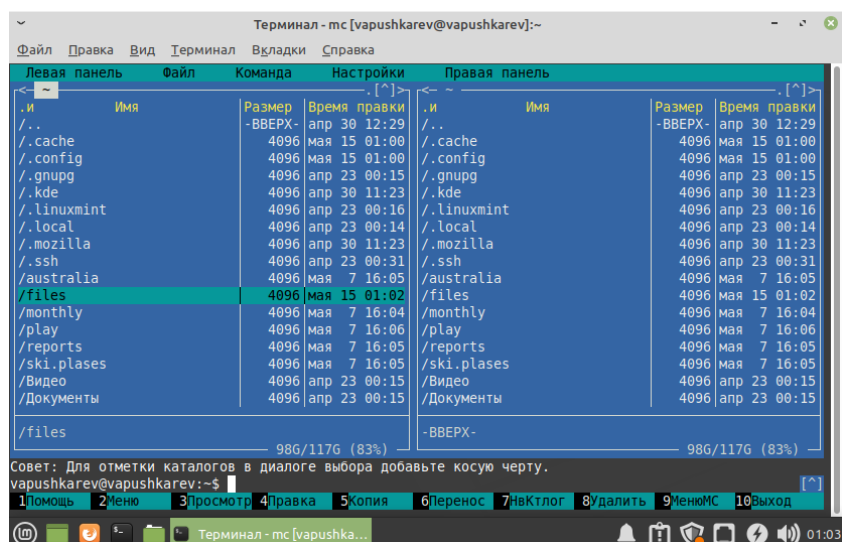 Терминал - mc [vapushkarev@vapushkarev]:~
Файл Правка Вид Терминал Вкладки Справка
Левая панель Файл Команда Настройки Правая панель
<- ~ .[^]> <- ~ .[^]>
.и Имя Размер Время правки .и Имя Размер Время правки
/.. -ВВЕРХ- апр 30 12:29 /.. -ВВЕРХ- апр 30 12:29
/.cache 4096 мая 15 01:00 /.cache 4096 мая 15 01:00
/.config 4096 мая 15 01:00 /.config 4096 мая 15 01:00
/.gnupg 4096 апр 23 00:15 /.gnupg 4096 апр 23 00:15
/.kde 4096 апр 30 11:23 /.kde 4096 апр 30 11:23
/.linuxmint 4096 апр 23 00:16 /.linuxmint 4096 апр 23 00:16
/.local 4096 апр 23 00:14 /.local 4096 апр 23 00:14
/.mozilla 4096 апр 30 11:23 /.mozilla 4096 апр 30 11:23
/.ssh 4096 апр 23 00:31 /.ssh 4096 апр 23 00:31
/australia 4096 мая 7 16:05 /australia 4096 мая 7 16:05
/files 4096 мая 15 01:02 /files 4096 мая 15 01:02
/monthly 4096 мая 7 16:04 /monthly 4096 мая 7 16:04
/play 4096 мая 7 16:06 /play 4096 мая 7 16:06
/reports 4096 мая 7 16:05 /reports 4096 мая 7 16:05
/ski.plases 4096 мая 7 16:05 /ski.plases 4096 мая 7 16:05
/Видео 4096 апр 23 00:15 /Видео 4096 апр 23 00:15
/Документы 4096 апр 23 00:15 /Документы 4096 апр 23 00:15
/files -ВВЕРХ-
98G/117G (83%) 98G/117G (83%)
Совет: Для отметки каталогов в диалоге выбора добавьте косую черту.
vapushkarev@vapushkarev:~$ [^]
1Помощь 2Меню 3Просмотр 4Правка 5Копия 6Перенос 7НвКтлог 8Удалить 9МенюМС 10Выход
Терминал - mc [vapushka... 01:03